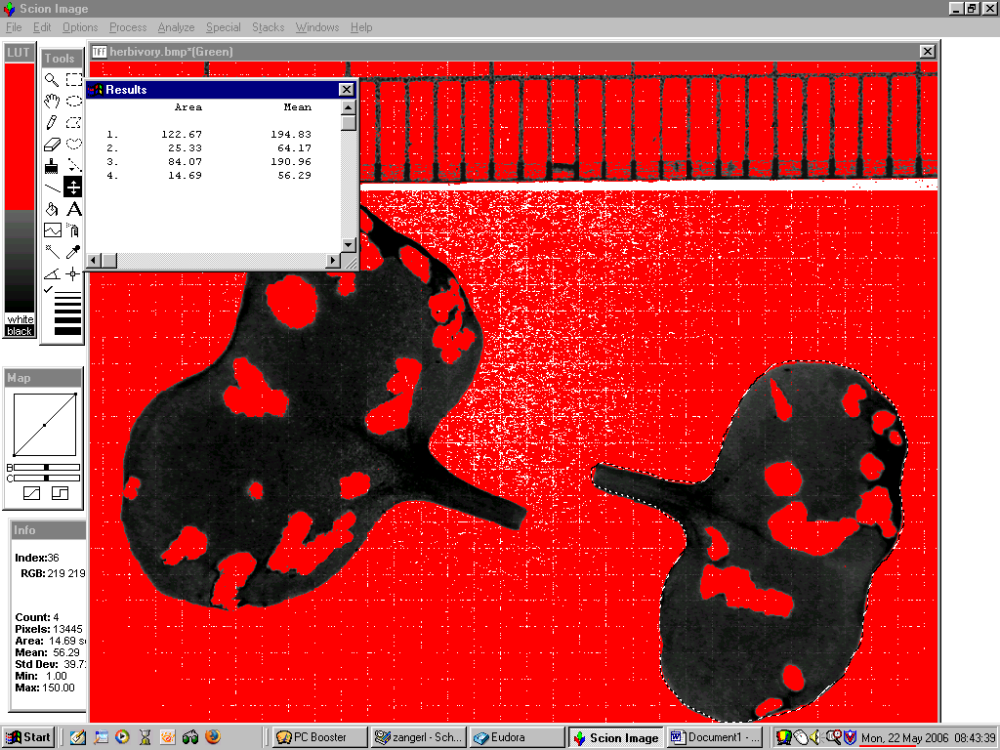 Scion Image
File Edit Options Process Analyze Special Stacks Windows Help
LUT
Tools
TFF herbivory.bmp*(Green)
Results
Area Mean
1. 122.67 194.83
2. 25.33 64.17
3. 84.07 190.96
4. 14.69 56.29
A
white
black
Map
B
C
Info
Index:36
RGB: 219 219
Count: 4
Pixels: 13445
Area: 14.69
Mean: 56.29
Std Dev: 39.7
Min: 1.00
Max: 150.00
Start
PC Booster
zangerl - Sch...
Eudora
Scion Image
Document1 - ...
Mon, 22 May 2006 08:43:39